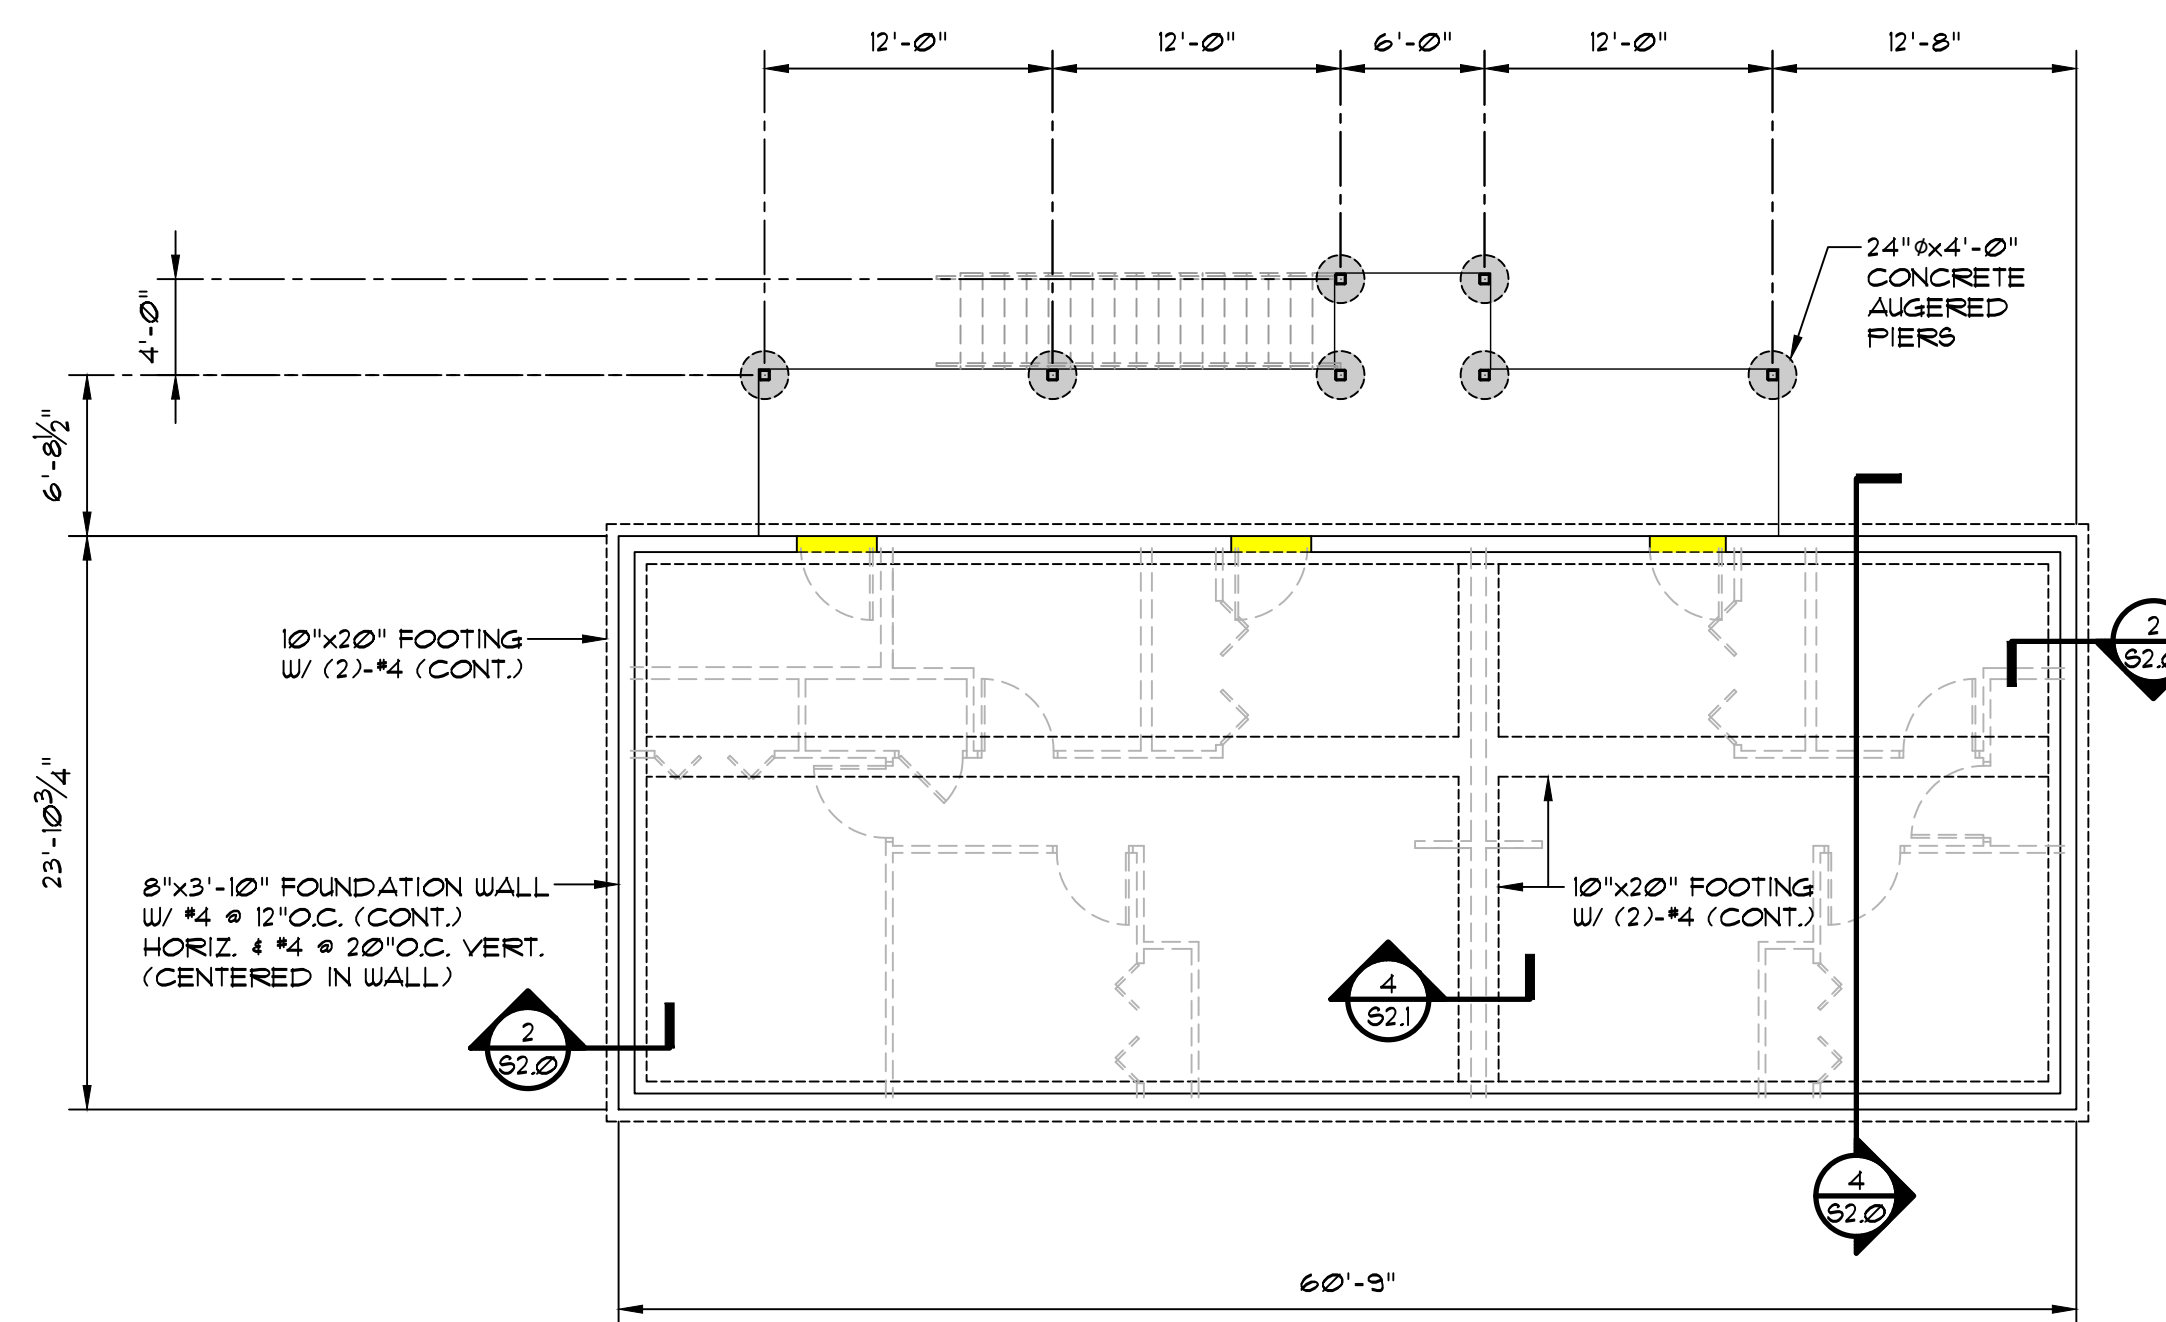 12'-0"
12'-0"
6'-0"
12'-0"
12'-8"
4'-0"
6'-8½"
23'-10¾"
24"ϕx4'-0"
CONCRETE
AUGERED
PIERS
10"x20" FOOTING
W/ (2)-#4 (CONT.)
8"x3'-10" FOUNDATION WALL
W/ #4 @ 12"O.C. (CONT.)
HORIZ. & #4 @ 20"O.C. VERT.
(CENTERED IN WALL)
10"x20" FOOTING
W/ (2)-#4 (CONT.)
2
S2.0
4
S2.1
2
S2.0
4
S2.0
60'-9"